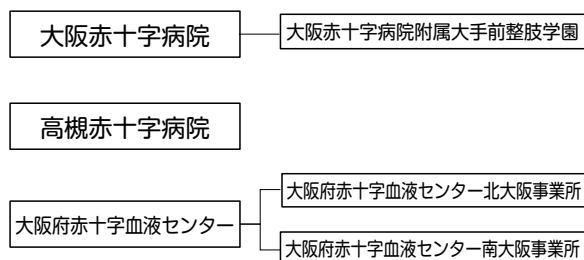 大阪赤十字病院
大阪赤十字病院附属大手前整肢学園
高槻赤十字病院
大阪府赤十字血液センター
大阪府赤十字血液センター北大阪事業所
大阪府赤十字血液センター南大阪事業所